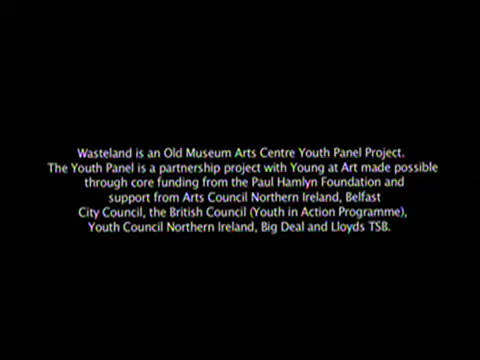 Wasteland is an Old Museum Arts Centre Youth Panel Project.
The Youth Panel is a partnership project with Young at Art made possible
through core funding from the Paul Hamlyn Foundation and
support from Arts Council Northern Ireland, Belfast
City Council, the British Council (Youth in Action Programme),
Youth Council Northern Ireland, Big Deal and Lloyds TSB.